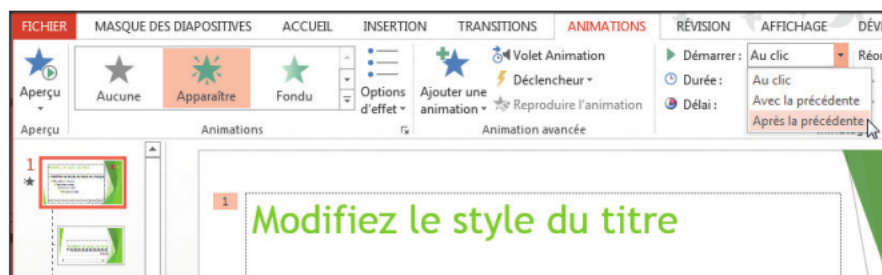 FICHIER MASQUE DES DIAPOSITIVES ACCUEIL INSERTION TRANSITIONS ANIMATIONS RÉVISION AFFICHAGE
Aperçu
Aucune Apparaître Fondu
Options d'effet
Ajouter une animation
Volet Animation
Déclencheur
Reproduire l'animation
Démarrer : Au clic
Durée :
Délai :
Au clic
Avec la précédente
Après la précédente
Aperçu Animations Animation avancée
1
1
Modifiez le style du titre